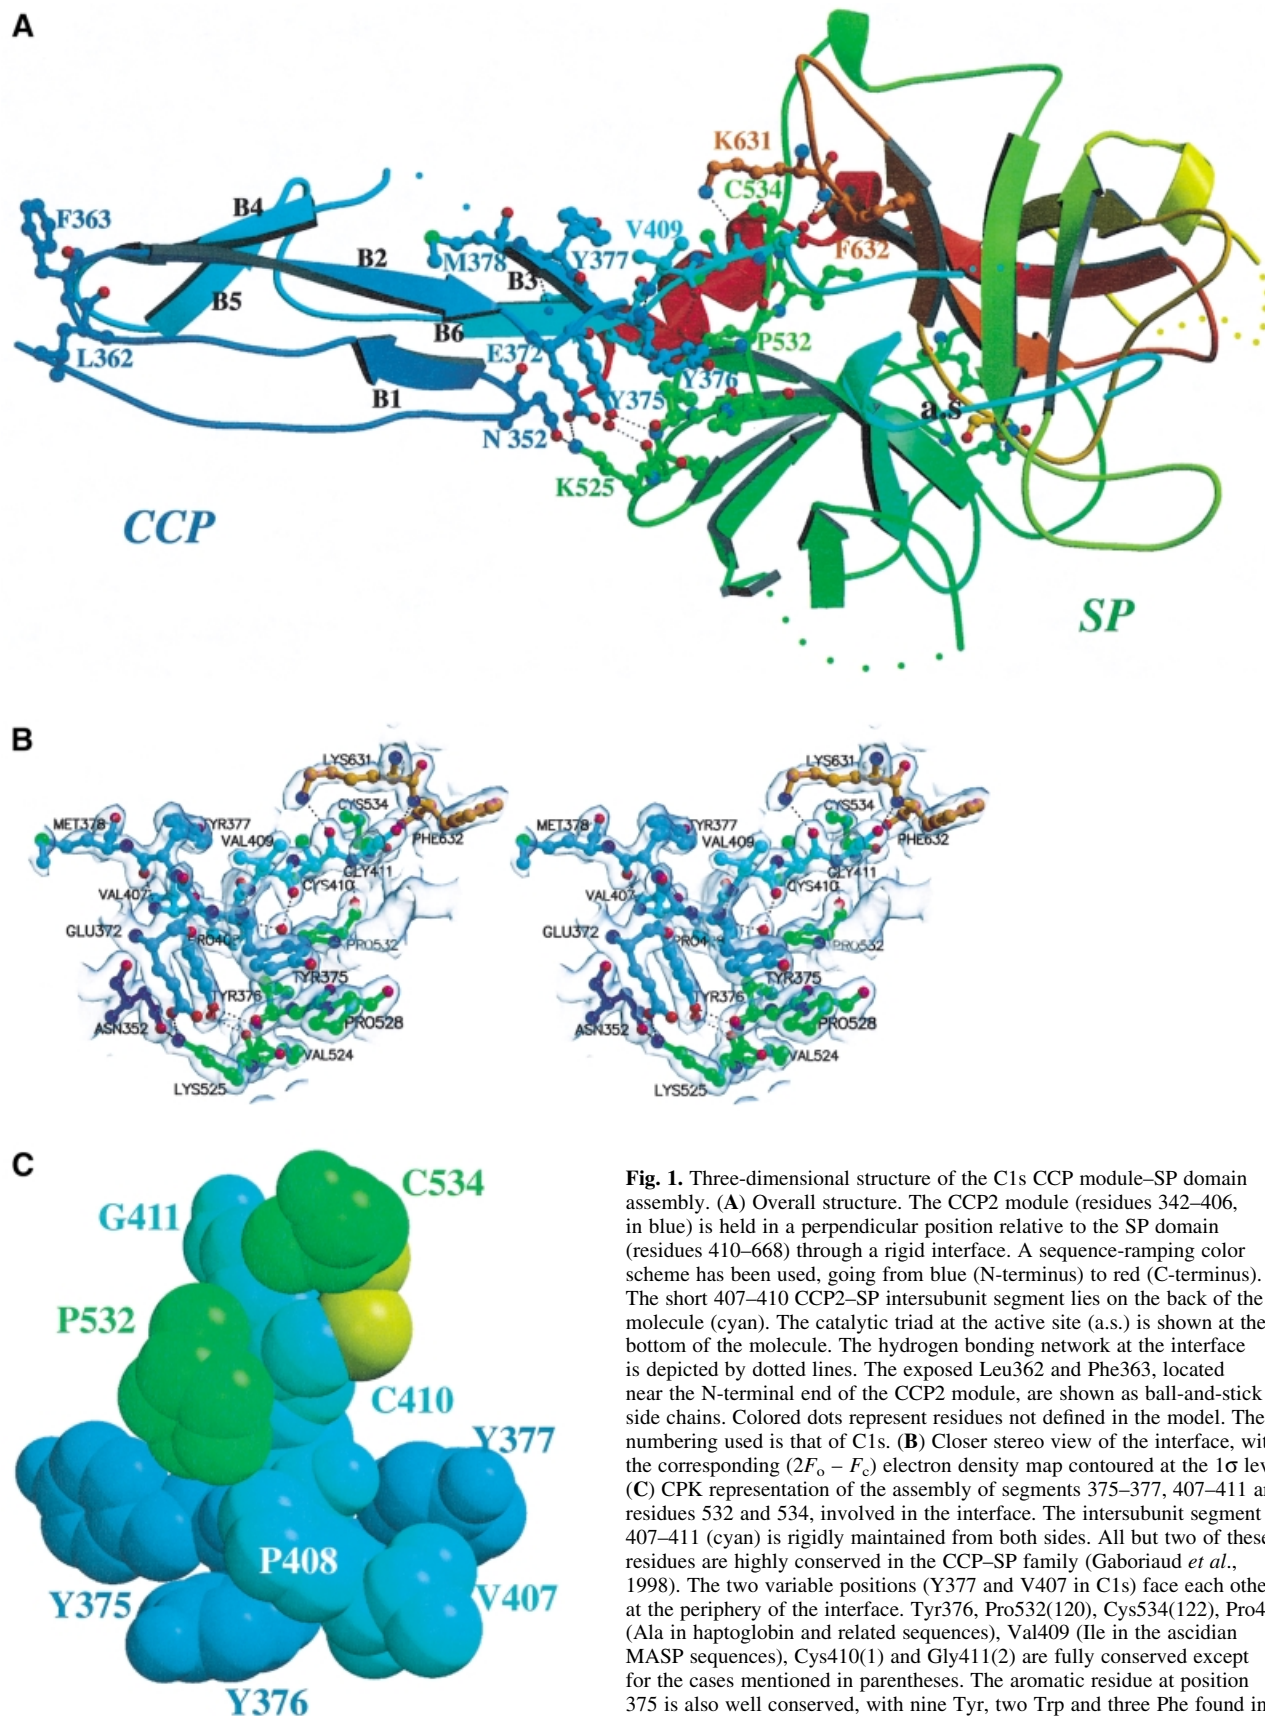 A
K631
C534
F363
B4
V409
B2
M378
B3
Y377
F632
B5
B6
P532
L362
E372
Y376
B1
Y375
a.s
N 352
K525
CCP
SP
B
LYS631
CYS534
MET378
TYR377
VAL409
PHE632
GLY411
VAL407
CYS410
GLU372
PRO532
TYR375
TYR376
ASN352
PRO528
VAL524
LYS525
LYS631
CYS534
MET378
TYR377
VAL409
PHE632
GLY411
VAL407
CYS410
GLU372
PRO532
TYR375
TYR376
ASN352
PRO528
VAL524
LYS525
C
C534
G411
P532
C410
Y377
P408
Y375
V407
Y376
Fig. 1. Three-dimensional structure of the C1s CCP module–SP domain
assembly. (A) Overall structure. The CCP2 module (residues 342–406,
in blue) is held in a perpendicular position relative to the SP domain
(residues 410–668) through a rigid interface. A sequence-ramping color
scheme has been used, going from blue (N-terminus) to red (C-terminus).
The short 407–410 CCP2–SP intersubunit segment lies on the back of the
molecule (cyan). The catalytic triad at the active site (a.s.) is shown at the
bottom of the molecule. The hydrogen bonding network at the interface
is depicted by dotted lines. The exposed Leu362 and Phe363, located
near the N-terminal end of the CCP2 module, are shown as ball-and-stick
side chains. Colored dots represent residues not defined in the model. The
numbering used is that of C1s. (B) Closer stereo view of the interface, wit
the corresponding (2Fo – Fc) electron density map contoured at the 1σ lev
(C) CPK representation of the assembly of segments 375–377, 407–411 a
residues 532 and 534, involved in the interface. The intersubunit segment
407–411 (cyan) is rigidly maintained from both sides. All but two of these
residues are highly conserved in the CCP–SP family (Gaboriaud et al.,
1998). The two variable positions (Y377 and V407 in C1s) face each othe
at the periphery of the interface. Tyr376, Pro532(120), Cys534(122), Pro4
(Ala in haptoglobin and related sequences), Val409 (Ile in the ascidian
MASP sequences), Cys410(1) and Gly411(2) are fully conserved except
for the cases mentioned in parentheses. The aromatic residue at position
375 is also well conserved, with nine Tyr, two Trp and three Phe found in